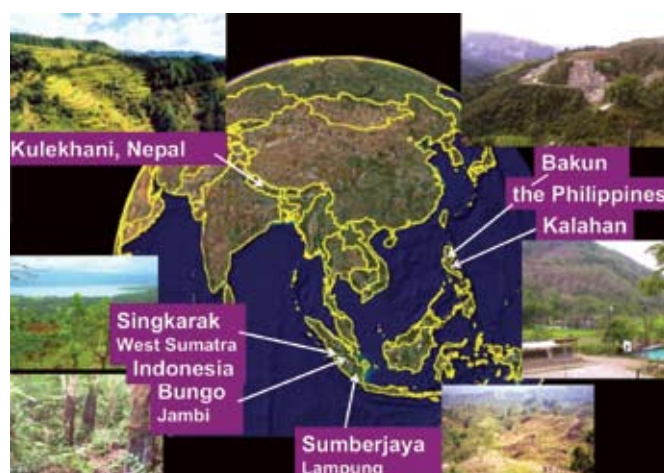 Kulekhani, Nepal
Bakun
the Philippines
Kalahan
Singkarak
West Sumatra
Indonesia
Bungo
Jambi
Sumberjaya
Lampung